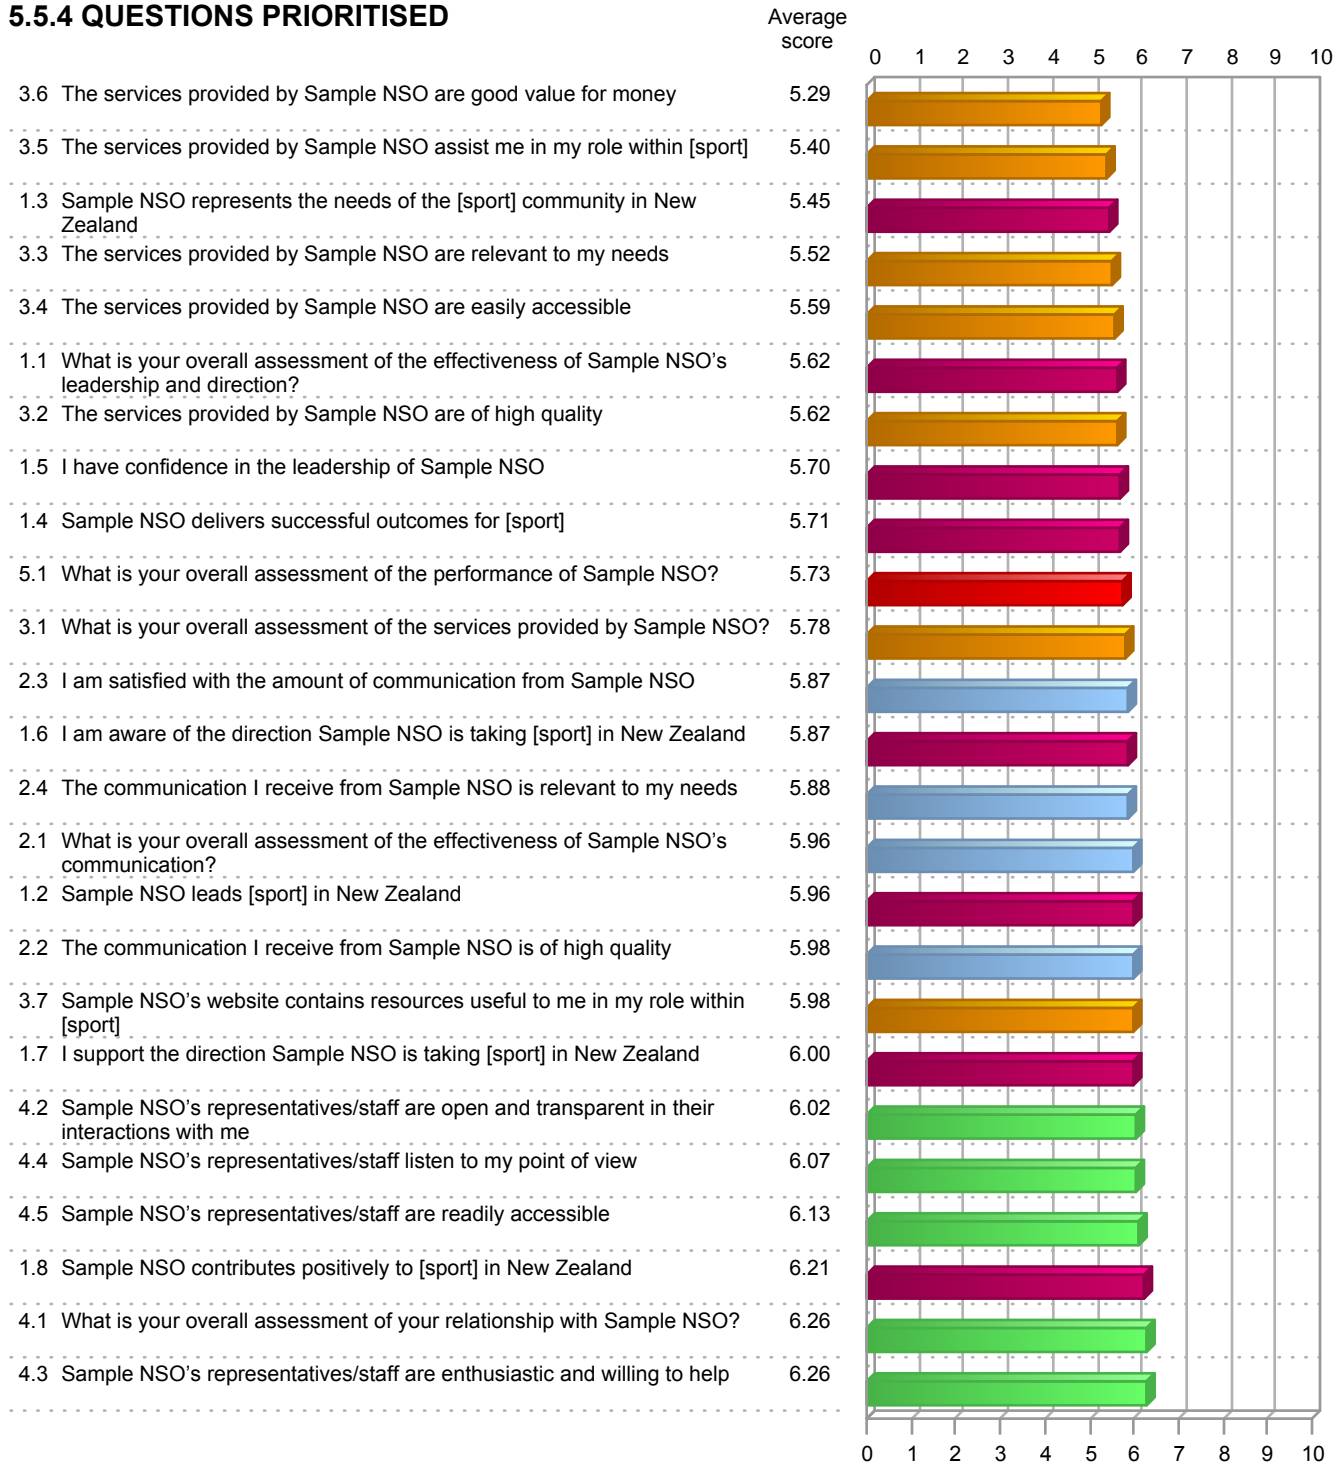 5.5.4 QUESTIONS PRIORITISED
Average
score
0 1 2 3 4 5 6 7 8 9 10
3.6 The services provided by Sample NSO are good value for money 5.29
3.5 The services provided by Sample NSO assist me in my role within [sport] 5.40
1.3 Sample NSO represents the needs of the [sport] community in New 5.45
Zealand
3.3 The services provided by Sample NSO are relevant to my needs 5.52
3.4 The services provided by Sample NSO are easily accessible 5.59
1.1 What is your overall assessment of the effectiveness of Sample NSO’s 5.62
leadership and direction?
3.2 The services provided by Sample NSO are of high quality 5.62
1.5 I have confidence in the leadership of Sample NSO 5.70
1.4 Sample NSO delivers successful outcomes for [sport] 5.71
5.1 What is your overall assessment of the performance of Sample NSO? 5.73
3.1 What is your overall assessment of the services provided by Sample NSO? 5.78
2.3 I am satisfied with the amount of communication from Sample NSO 5.87
1.6 I am aware of the direction Sample NSO is taking [sport] in New Zealand 5.87
2.4 The communication I receive from Sample NSO is relevant to my needs 5.88
2.1 What is your overall assessment of the effectiveness of Sample NSO’s 5.96
communication?
1.2 Sample NSO leads [sport] in New Zealand 5.96
2.2 The communication I receive from Sample NSO is of high quality 5.98
3.7 Sample NSO’s website contains resources useful to me in my role within 5.98
[sport]
1.7 I support the direction Sample NSO is taking [sport] in New Zealand 6.00
4.2 Sample NSO’s representatives/staff are open and transparent in their 6.02
interactions with me
4.4 Sample NSO’s representatives/staff listen to my point of view 6.07
4.5 Sample NSO’s representatives/staff are readily accessible 6.13
1.8 Sample NSO contributes positively to [sport] in New Zealand 6.21
4.1 What is your overall assessment of your relationship with Sample NSO? 6.26
4.3 Sample NSO’s representatives/staff are enthusiastic and willing to help 6.26
0 1 2 3 4 5 6 7 8 9 10